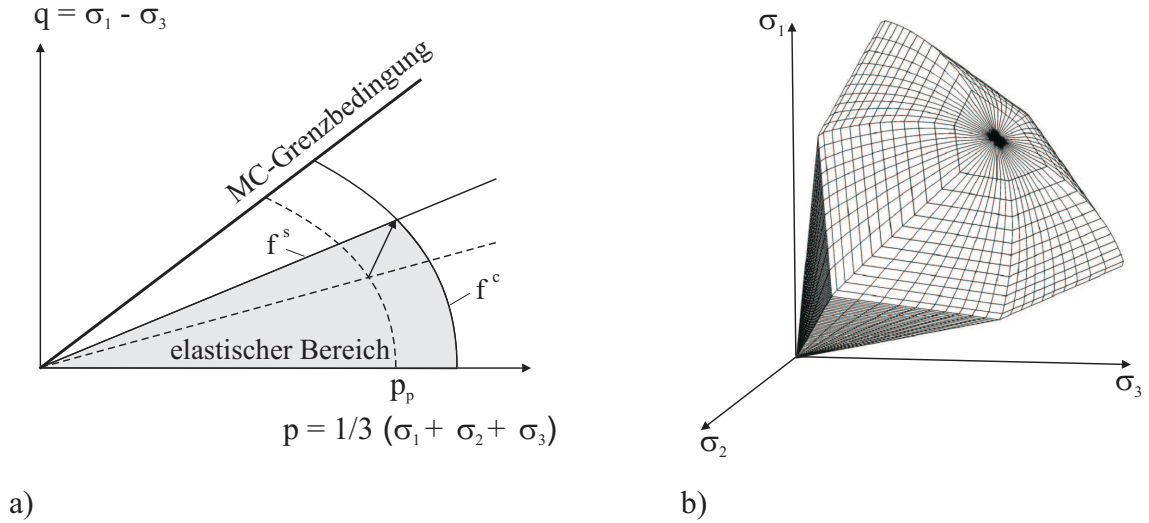 q = σ₁ - σ₃
MC-Grenzbedingung
f ˢ
f ᶜ
elastischer Bereich
pₚ
p = 1/3 (σ₁ + σ₂ + σ₃)
a)
σ₁
σ₃
σ₂
b)